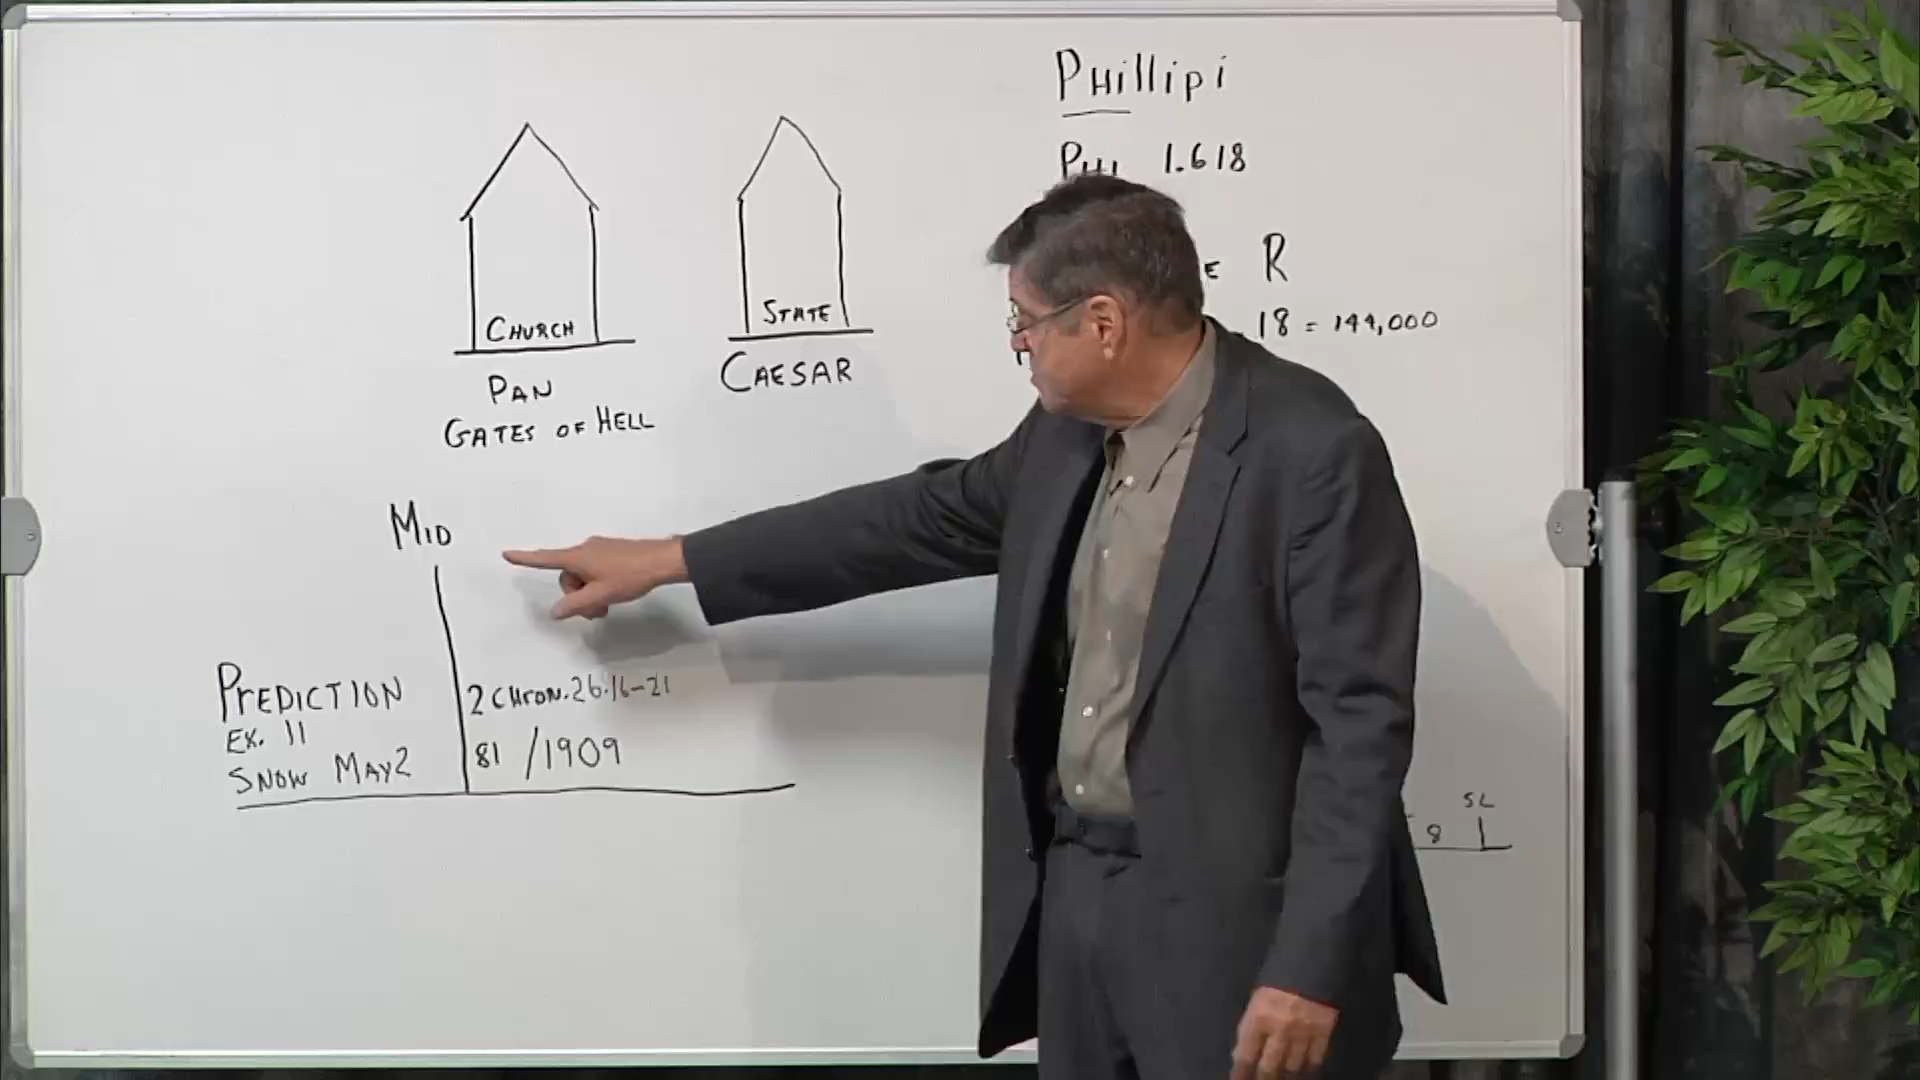 Phillipi
PHI 1.618
E R
18 = 144,000
CHURCH
PAN
GATES OF HELL
STATE
CAESAR
MID
PREDICTION
EX. 11
SNOW MAY 2
2 CHRON. 26.16-21
81 /1909
SL
8